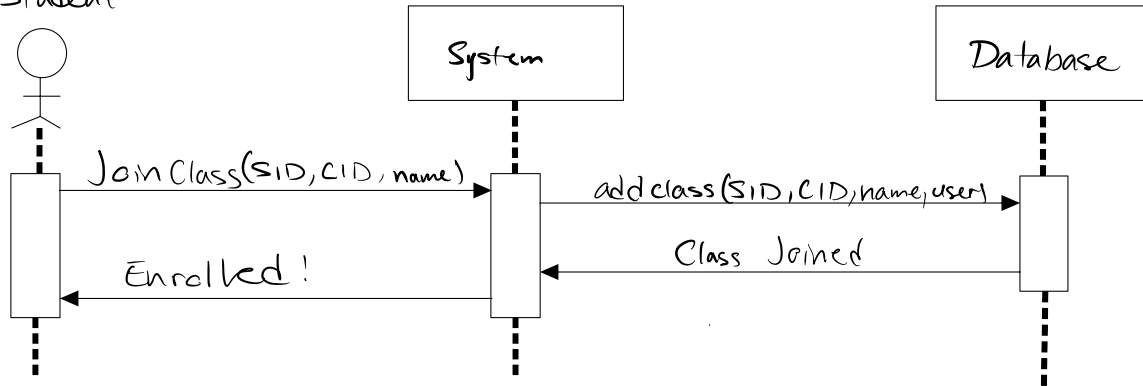 Student
System
Database
Join Class(SID, CID, name)
add class (SID, CID, name, user)
Class Joined
Enrolled!